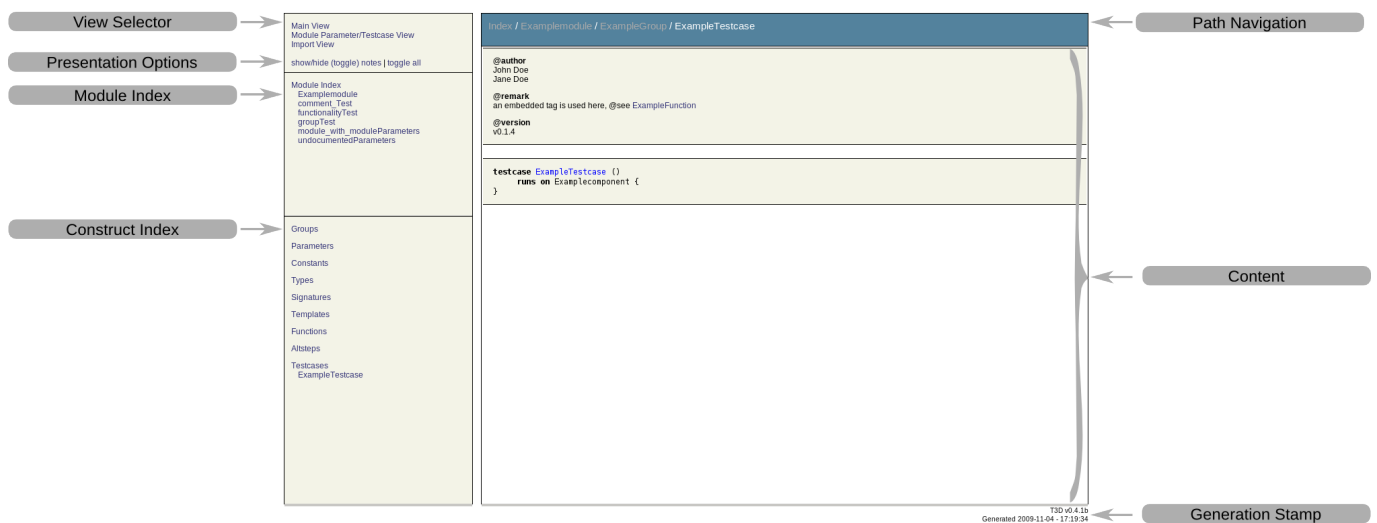 View Selector
Presentation Options
Module Index
Construct Index
Main View
Module Parameter/Testcase View
Import View
show/hide (toggle) notes | toggle all
Module Index
Examplemodule
comment_Test
functionalityTest
groupTest
module_with_moduleParameters
undocumentedParameters
Groups
Parameters
Constants
Types
Signatures
Templates
Functions
Altsteps
Testcases
ExampleTestcase
Index / Examplemodule / ExampleGroup / ExampleTestcase
@author
John Doe
Jane Doe
@remark
an embedded tag is used here, @see ExampleFunction
@version
v0.1.4
testcase ExampleTestcase ()
runs on Examplecomponent {
}
T3D v0.4.1b
Generated 2009-11-04 - 17:19:34
Path Navigation
Content
Generation Stamp